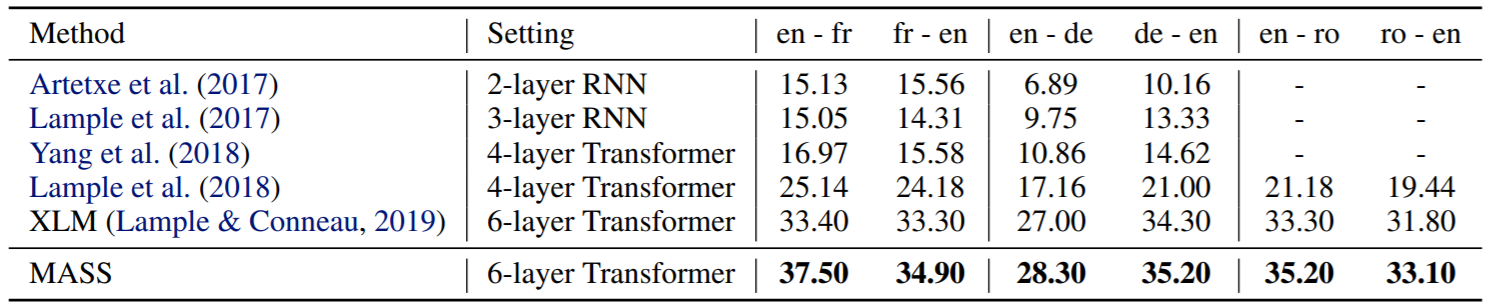 Method Setting en - fr fr - en en - de de - en en - ro ro - en
Artetxe et al. (2017) 2-layer RNN 15.13 15.56 6.89 10.16 - -
Lample et al. (2017) 3-layer RNN 15.05 14.31 9.75 13.33 - -
Yang et al. (2018) 4-layer Transformer 16.97 15.58 10.86 14.62 - -
Lample et al. (2018) 4-layer Transformer 25.14 24.18 17.16 21.00 21.18 19.44
XLM (Lample & Conneau, 2019) 6-layer Transformer 33.40 33.30 27.00 34.30 33.30 31.80
MASS 6-layer Transformer 37.50 34.90 28.30 35.20 35.20 33.10